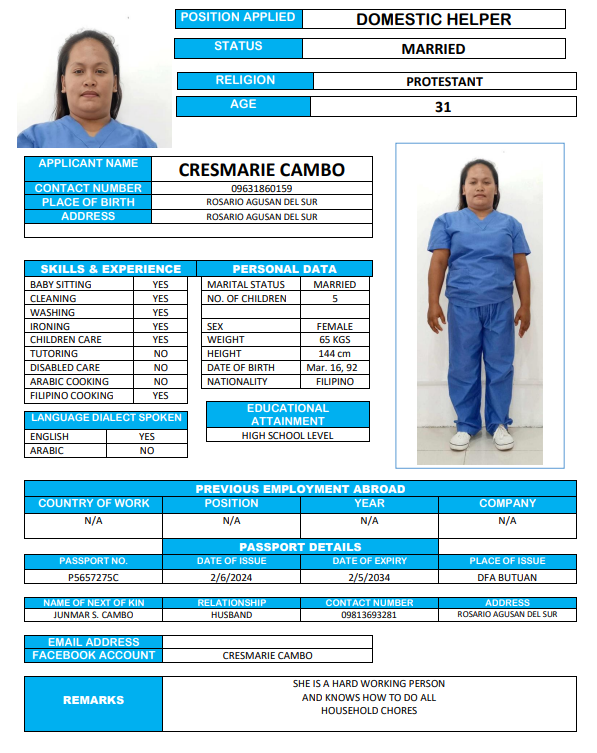 POSITION APPLIED DOMESTIC HELPER
STATUS MARRIED
RELIGION PROTESTANT
AGE 31
APPLICANT NAME CRESMARIE CAMBO
CONTACT NUMBER 09631860159
PLACE OF BIRTH ROSARIO AGUSAN DEL SUR
ADDRESS ROSARIO AGUSAN DEL SUR
SKILLS & EXPERIENCE
BABY SITTING YES
CLEANING YES
WASHING YES
IRONING YES
CHILDREN CARE YES
TUTORING NO
DISABLED CARE NO
ARABIC COOKING NO
FILIPINO COOKING YES
PERSONAL DATA
MARITAL STATUS MARRIED
NO. OF CHILDREN 5
SEX FEMALE
WEIGHT 65 KGS
HEIGHT 144 cm
DATE OF BIRTH Mar. 16, 92
NATIONALITY FILIPINO
LANGUAGE DIALECT SPOKEN
ENGLISH YES
ARABIC NO
EDUCATIONAL
ATTAINMENT
HIGH SCHOOL LEVEL
PREVIOUS EMPLOYMENT ABROAD
COUNTRY OF WORK POSITION YEAR COMPANY
N/A N/A N/A N/A
PASSPORT DETAILS
PASSPORT NO. DATE OF ISSUE DATE OF EXPIRY PLACE OF ISSUE
P5657275C 2/6/2024 2/5/2034 DFA BUTUAN
NAME OF NEXT OF KIN RELATIONSHIP CONTACT NUMBER ADDRESS
JUNMAR S. CAMBO HUSBAND 09813693281 ROSARIO AGUSAN DEL SUR
EMAIL ADDRESS
FACEBOOK ACCOUNT CRESMARIE CAMBO
REMARKS
SHE IS A HARD WORKING PERSON
AND KNOWS HOW TO DO ALL
HOUSEHOLD CHORES